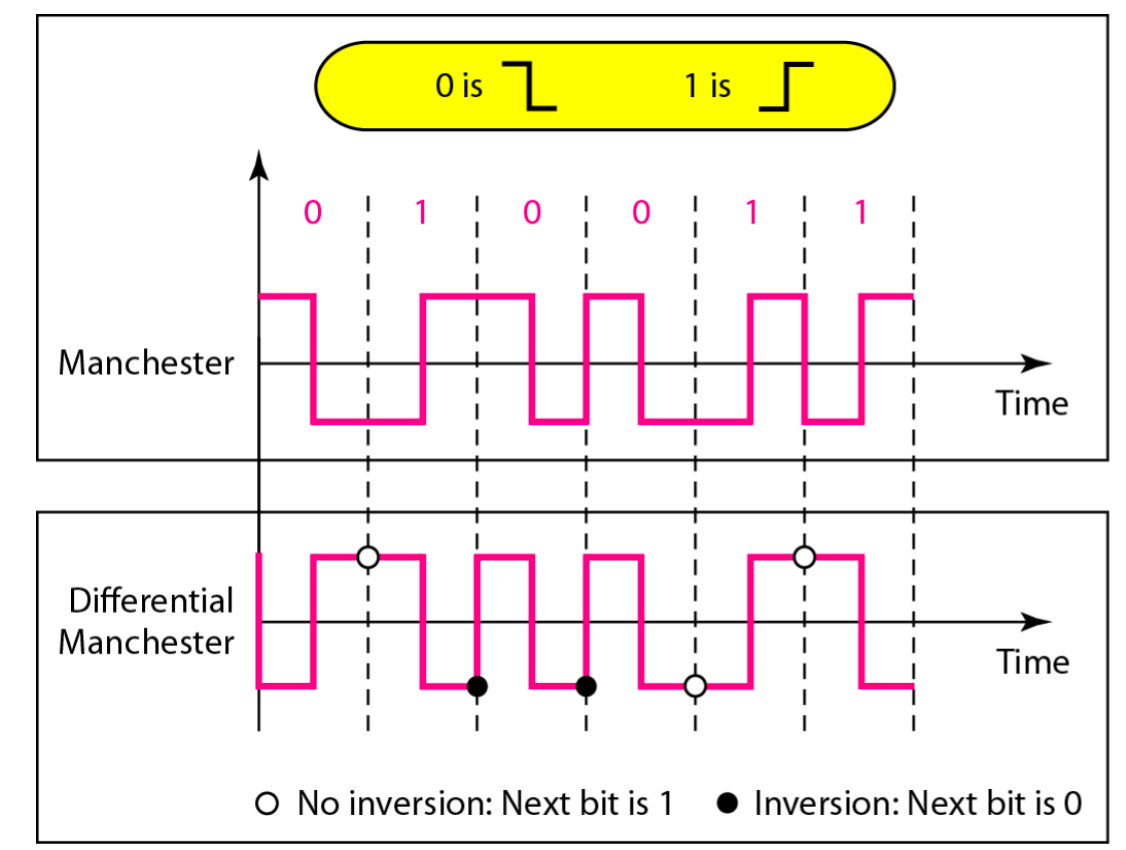 0 is 1 is
0 1 0 0 1 1
Manchester
Time
Differential
Manchester
Time
No inversion: Next bit is 1 Inversion: Next bit is 0